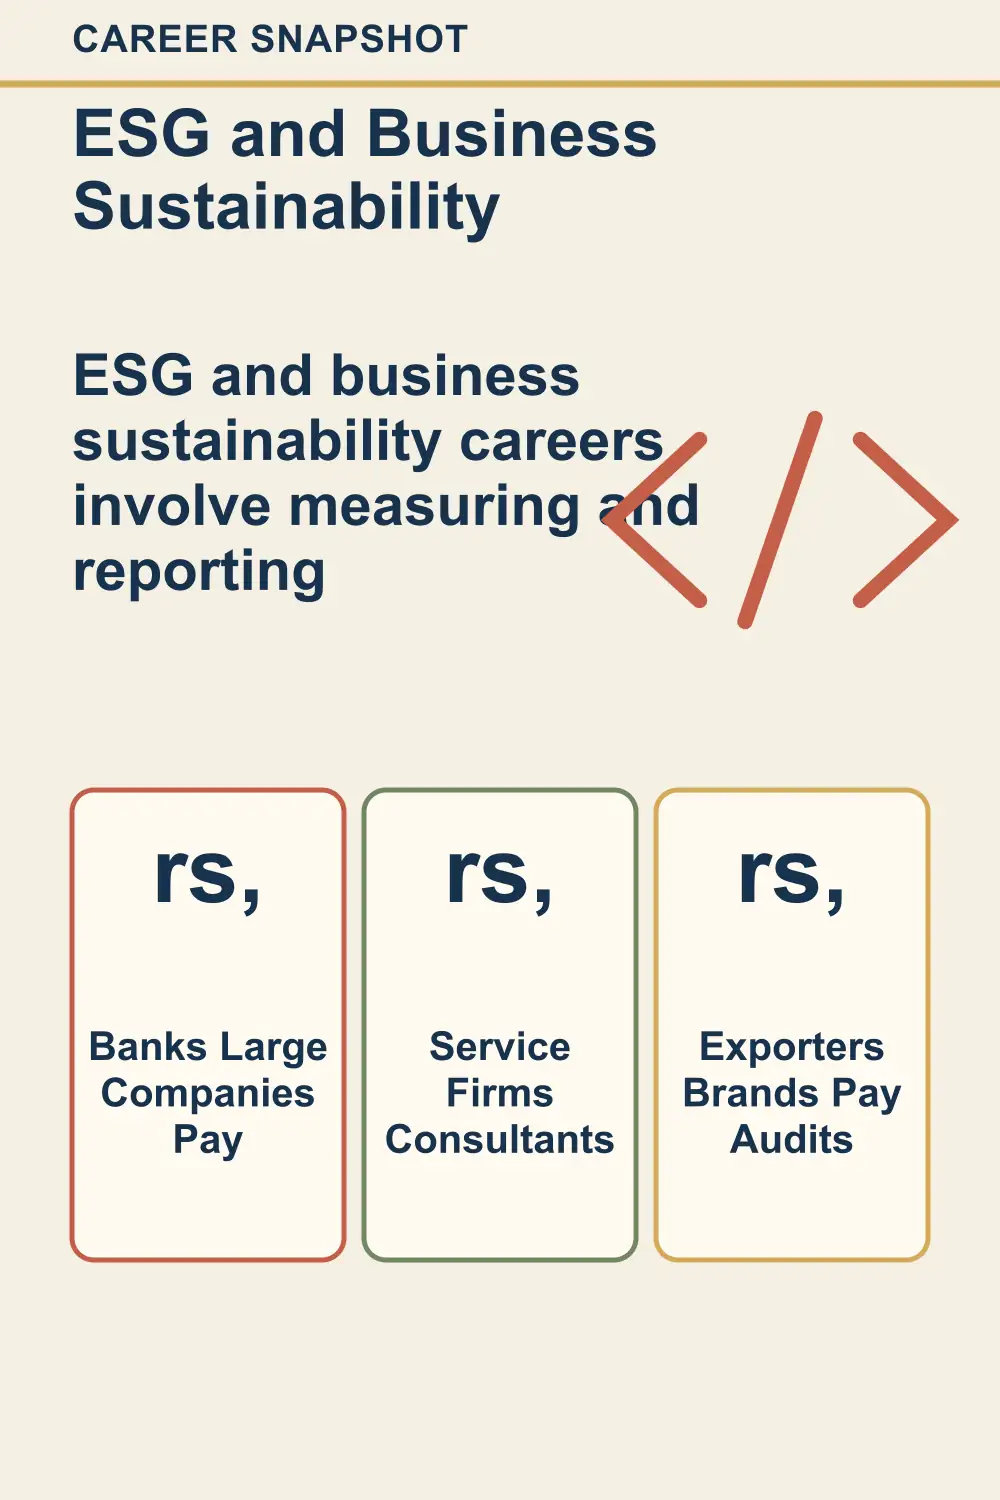 CAREER SNAPSHOT
ESG and Business
Sustainability
ESG and business
sustainability careers
involve measuring and
reporting
</>
rs,
rs,
rs,
Banks Large
Companies
Pay
Service
Firms
Consultants
Exporters
Brands Pay
Audits